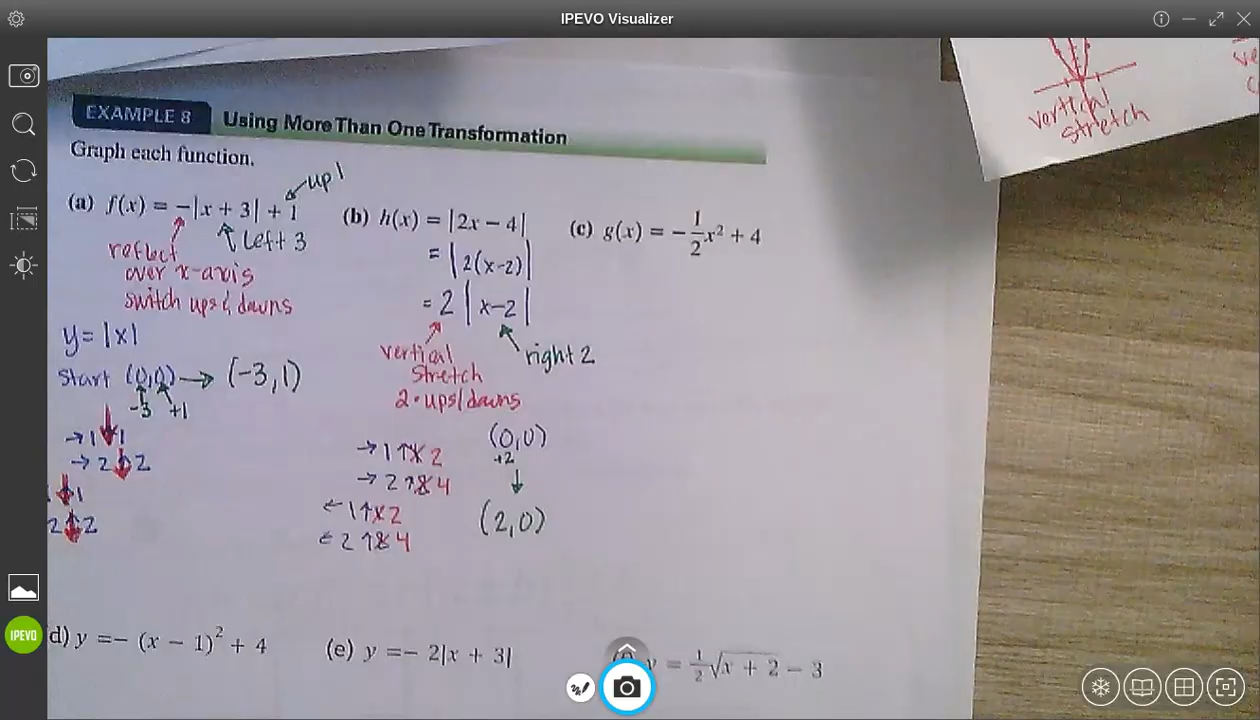 IPEVO Visualizer
vertical
stretch
EXAMPLE 8 Using More Than One Transformation
Graph each function.
up 1
(a) f(x) = −|x + 3| + 1
left 3
reflect
over x-axis
switch ups & downs
y = |x|
Start (0,0) → (-3,1)
-3 +1
→ 1 ↓ 1
→ 2 ↓ 2
↓ 1
2 ↓ 2
(b) h(x) = |2x − 4|
= |2(x-2)|
= 2 |x-2|
right 2
vertical
stretch
2 · ups/downs
→ 1 ↑ 1 2
→ 2 ↑ 2 4
← 1 ↑ 1 2
← 2 ↑ 2 4
(0,0)
+2
↓
(2,0)
(c) g(x) = −1/2x² + 4
d) y = − (x − 1)² + 4
(e) y = − 2|x + 3|
y = 1/2√x + 2 − 3
IPEVO